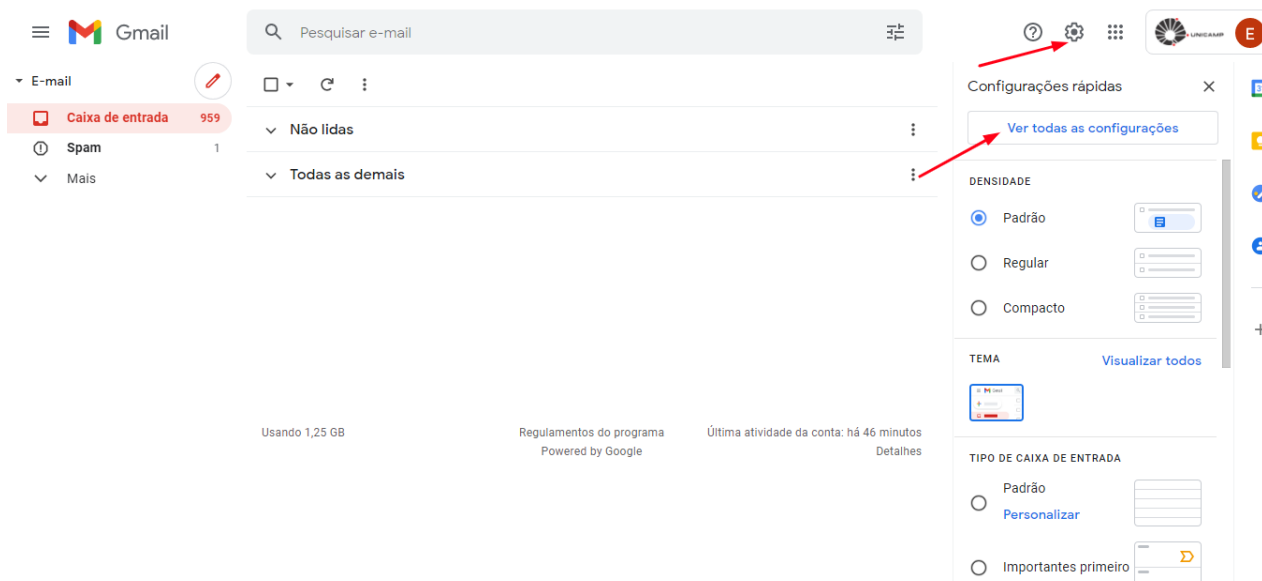 Gmail
Pesquisar e-mail
UNICAMP
E
E-mail
Caixa de entrada 959
Spam 1
Mais
Não lidas
Todas as demais
Usando 1,25 GB
Regulamentos do programa
Powered by Google
Última atividade da conta: há 46 minutos
Detalhes
Configurações rápidas
Ver todas as configurações
DENSIDADE
Padrão
Regular
Compacto
TEMA
Visualizar todos
TIPO DE CAIXA DE ENTRADA
Padrão
Personalizar
Importantes primeiro